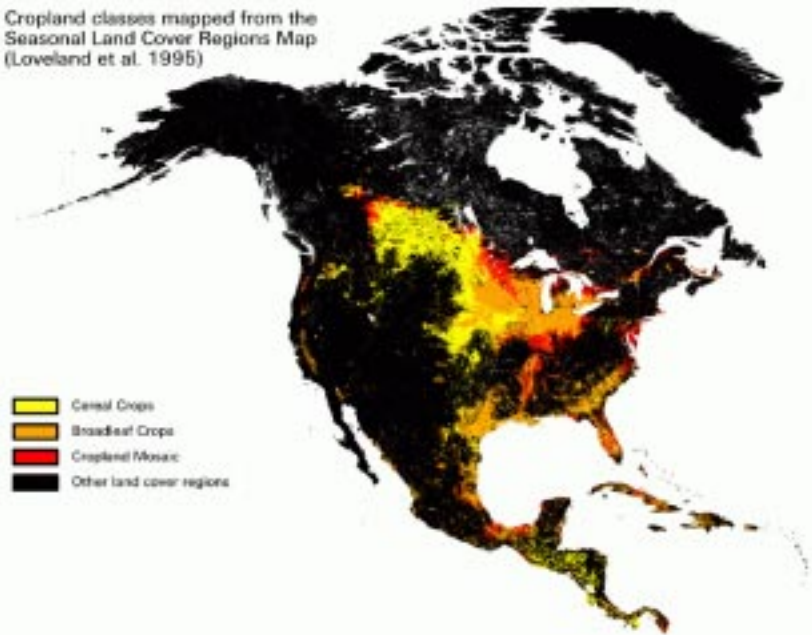 Cropland classes mapped from the
Seasonal Land Cover Regions Map
(Loveland et al. 1995)
Cereal Crops
Broadleaf Crops
Cropland Mosaic
Other land cover regions